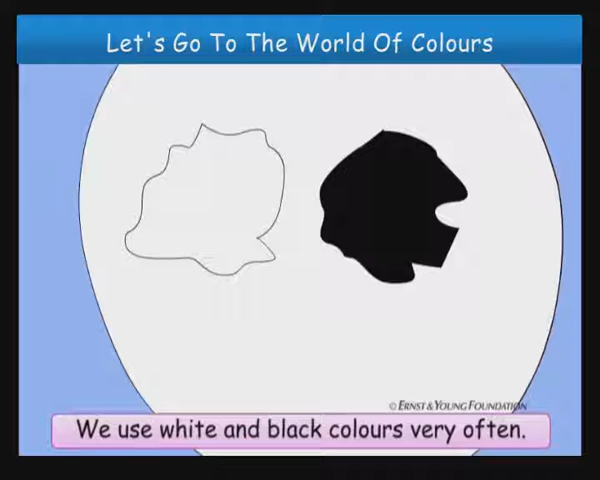 Let's Go To The World Of Colours
© ERNST & YOUNG FOUNDATION
We use white and black colours very often.